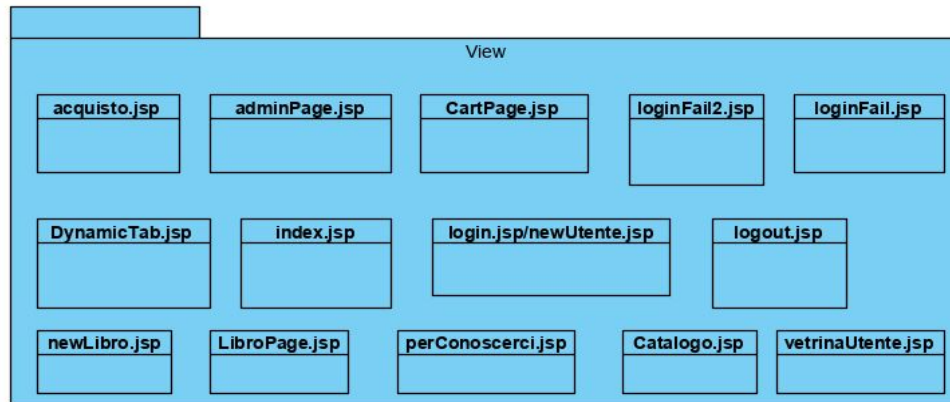 View
acquisto.jsp
adminPage.jsp
CartPage.jsp
loginFail2.jsp
loginFail.jsp
DynamicTab.jsp
index.jsp
login.jsp/newUtente.jsp
logout.jsp
newLibro.jsp
LibroPage.jsp
perConoscerci.jsp
Catalogo.jsp
vetrinaUtente.jsp